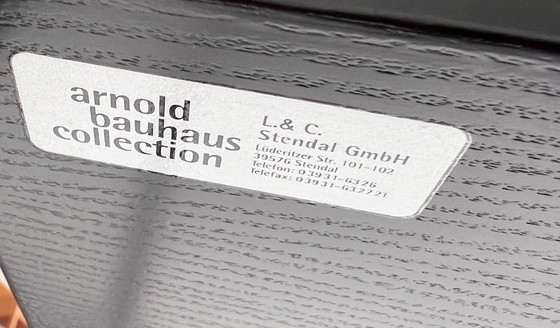 arnold
bauhaus
collection
L.& C.
Stendal GmbH
Lüderitzer Str. 101-102
39576 Stendal
Telefon: 03931-6326
Telefax: 03931-632721